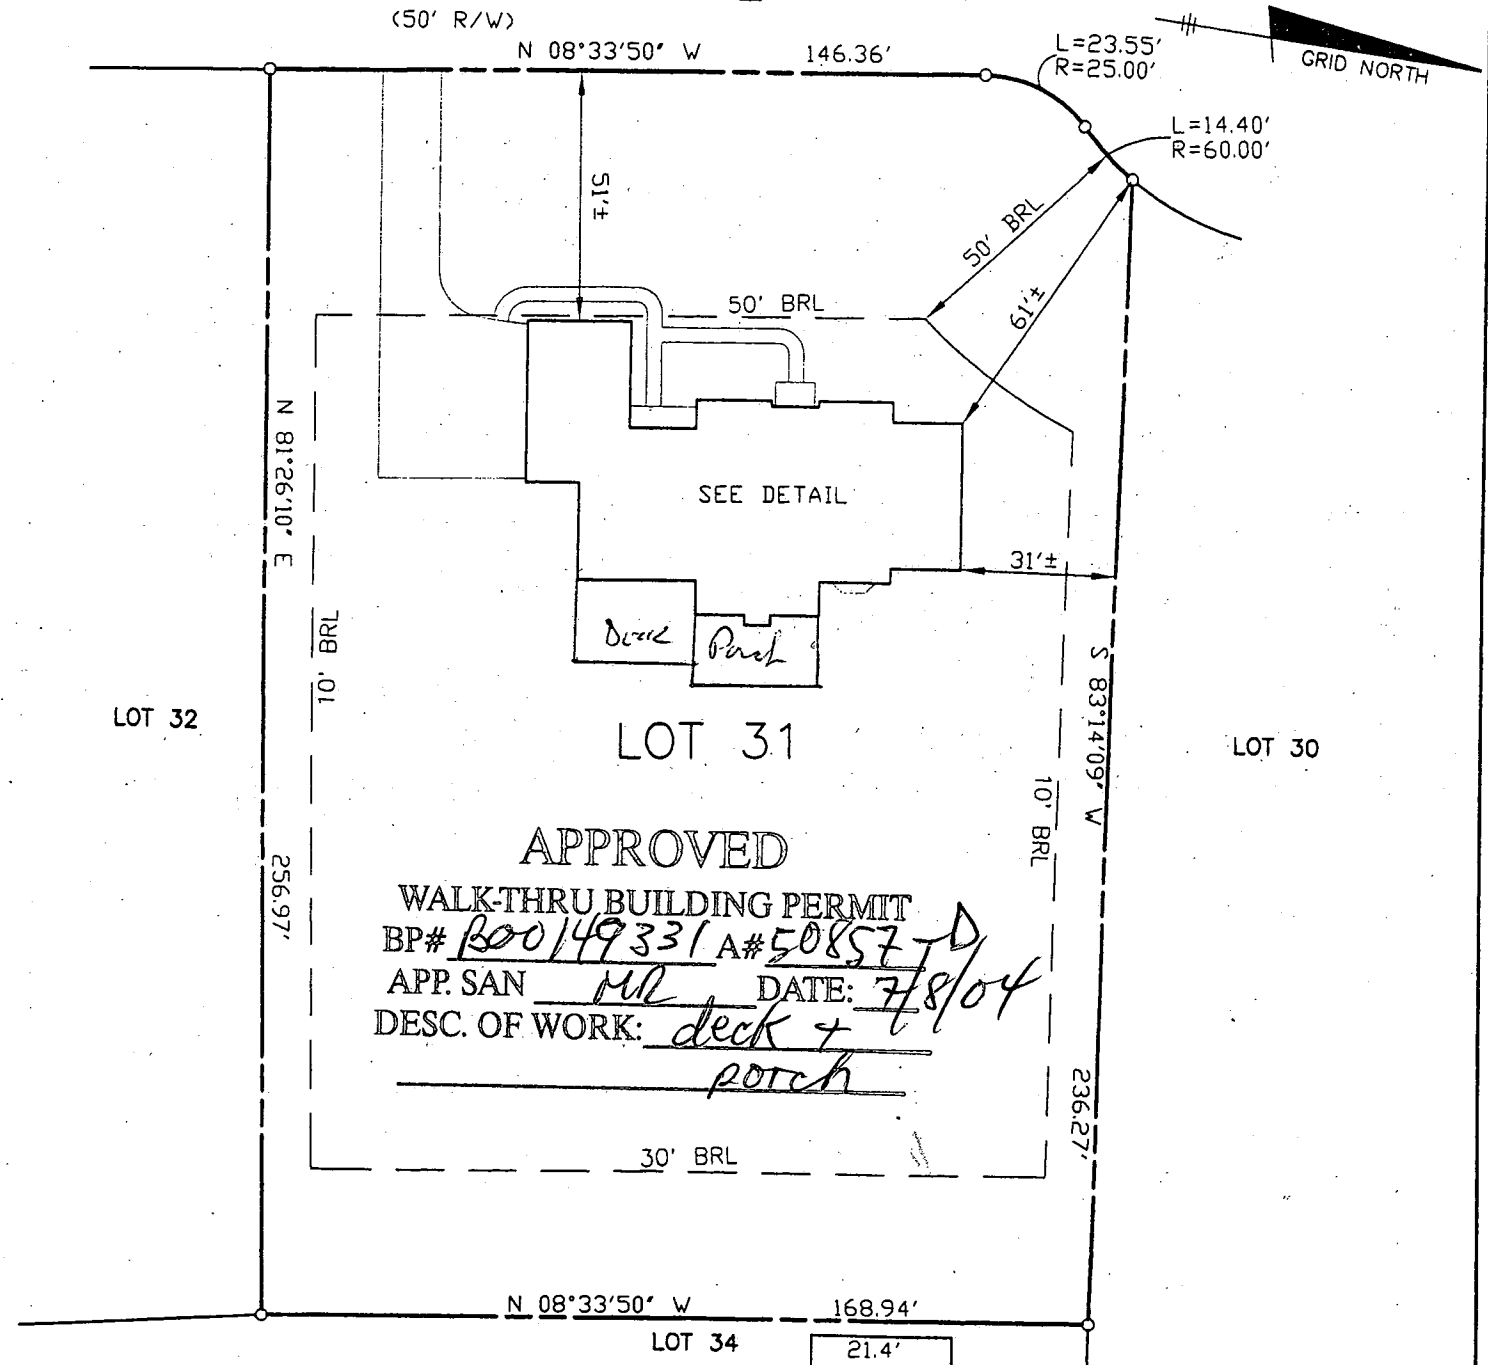 (50' R/W)
N 08°33'50" W 146.36'
L=23.55'
R=25.00'
GRID NORTH
L=14.40'
R=60.00'
51'±
50' BRL
50' BRL
61'±
N 81°26'10" E
SEE DETAIL
31'±
10' BRL
Deck
Porch
S 83°14'09" W
LOT 32
LOT 31
LOT 30
10' BRL
APPROVED
WALK-THRU BUILDING PERMIT
BP# B00149331 A# 50857-D
APP. SAN MR DATE: 7/8/04
DESC. OF WORK: deck +
porch
256.97'
236.27'
30' BRL
N 08°33'50" W 168.94'
LOT 34
21.4'